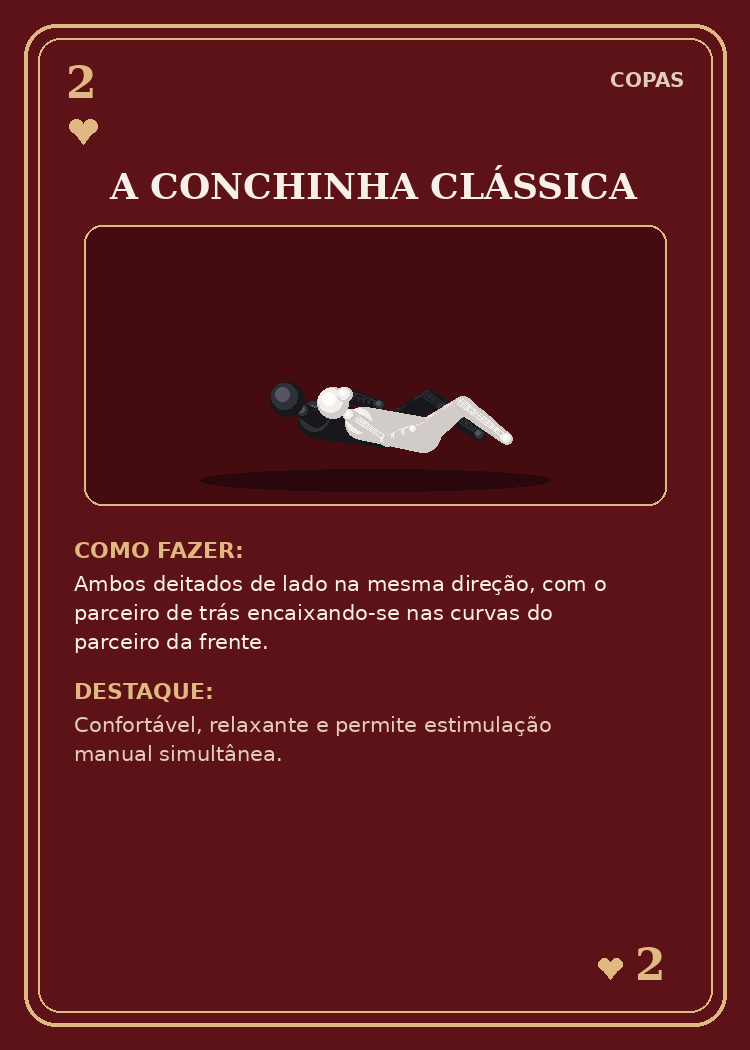 2
COPAS
A CONCHINHA CLÁSSICA
COMO FAZER:
Ambos deitados de lado na mesma direção, com o
parceiro de trás encaixando-se nas curvas do
parceiro da frente.
DESTAQUE:
Confortável, relaxante e permite estimulação
manual simultânea.
2